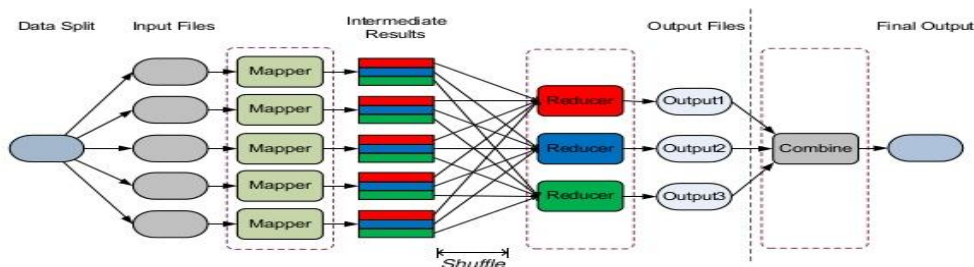 Data Split
Input Files
Intermediate
Results
Output Files
Final Output
Mapper
Mapper
Mapper
Mapper
Mapper
Reducer
Reducer
Reducer
Output1
Output2
Output3
Combine
Shuffle